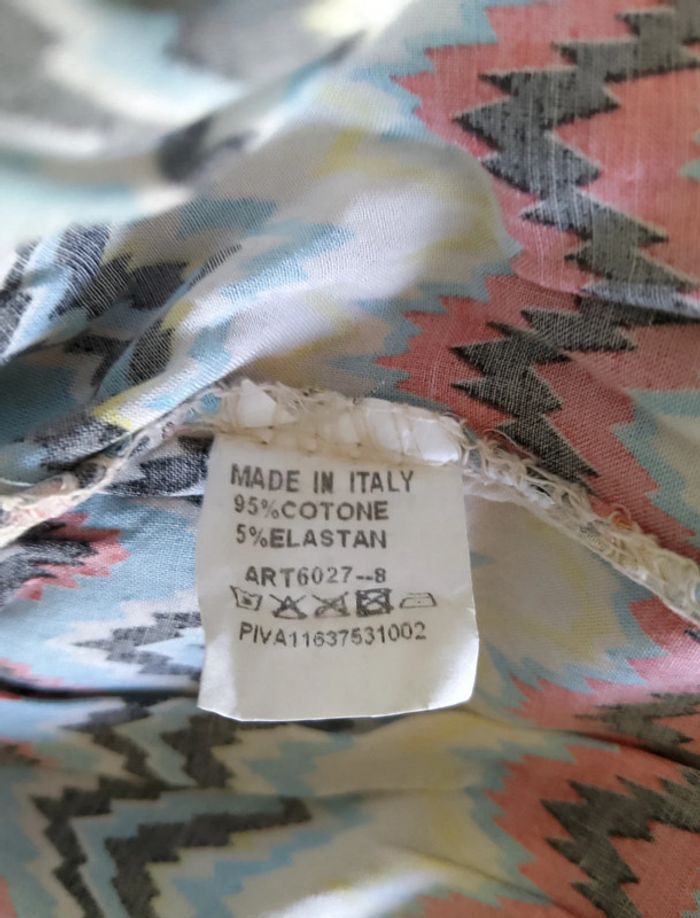 MADE IN ITALY
95%COTONE
5%ELASTAN
ART6027--8
PIVA11637531002